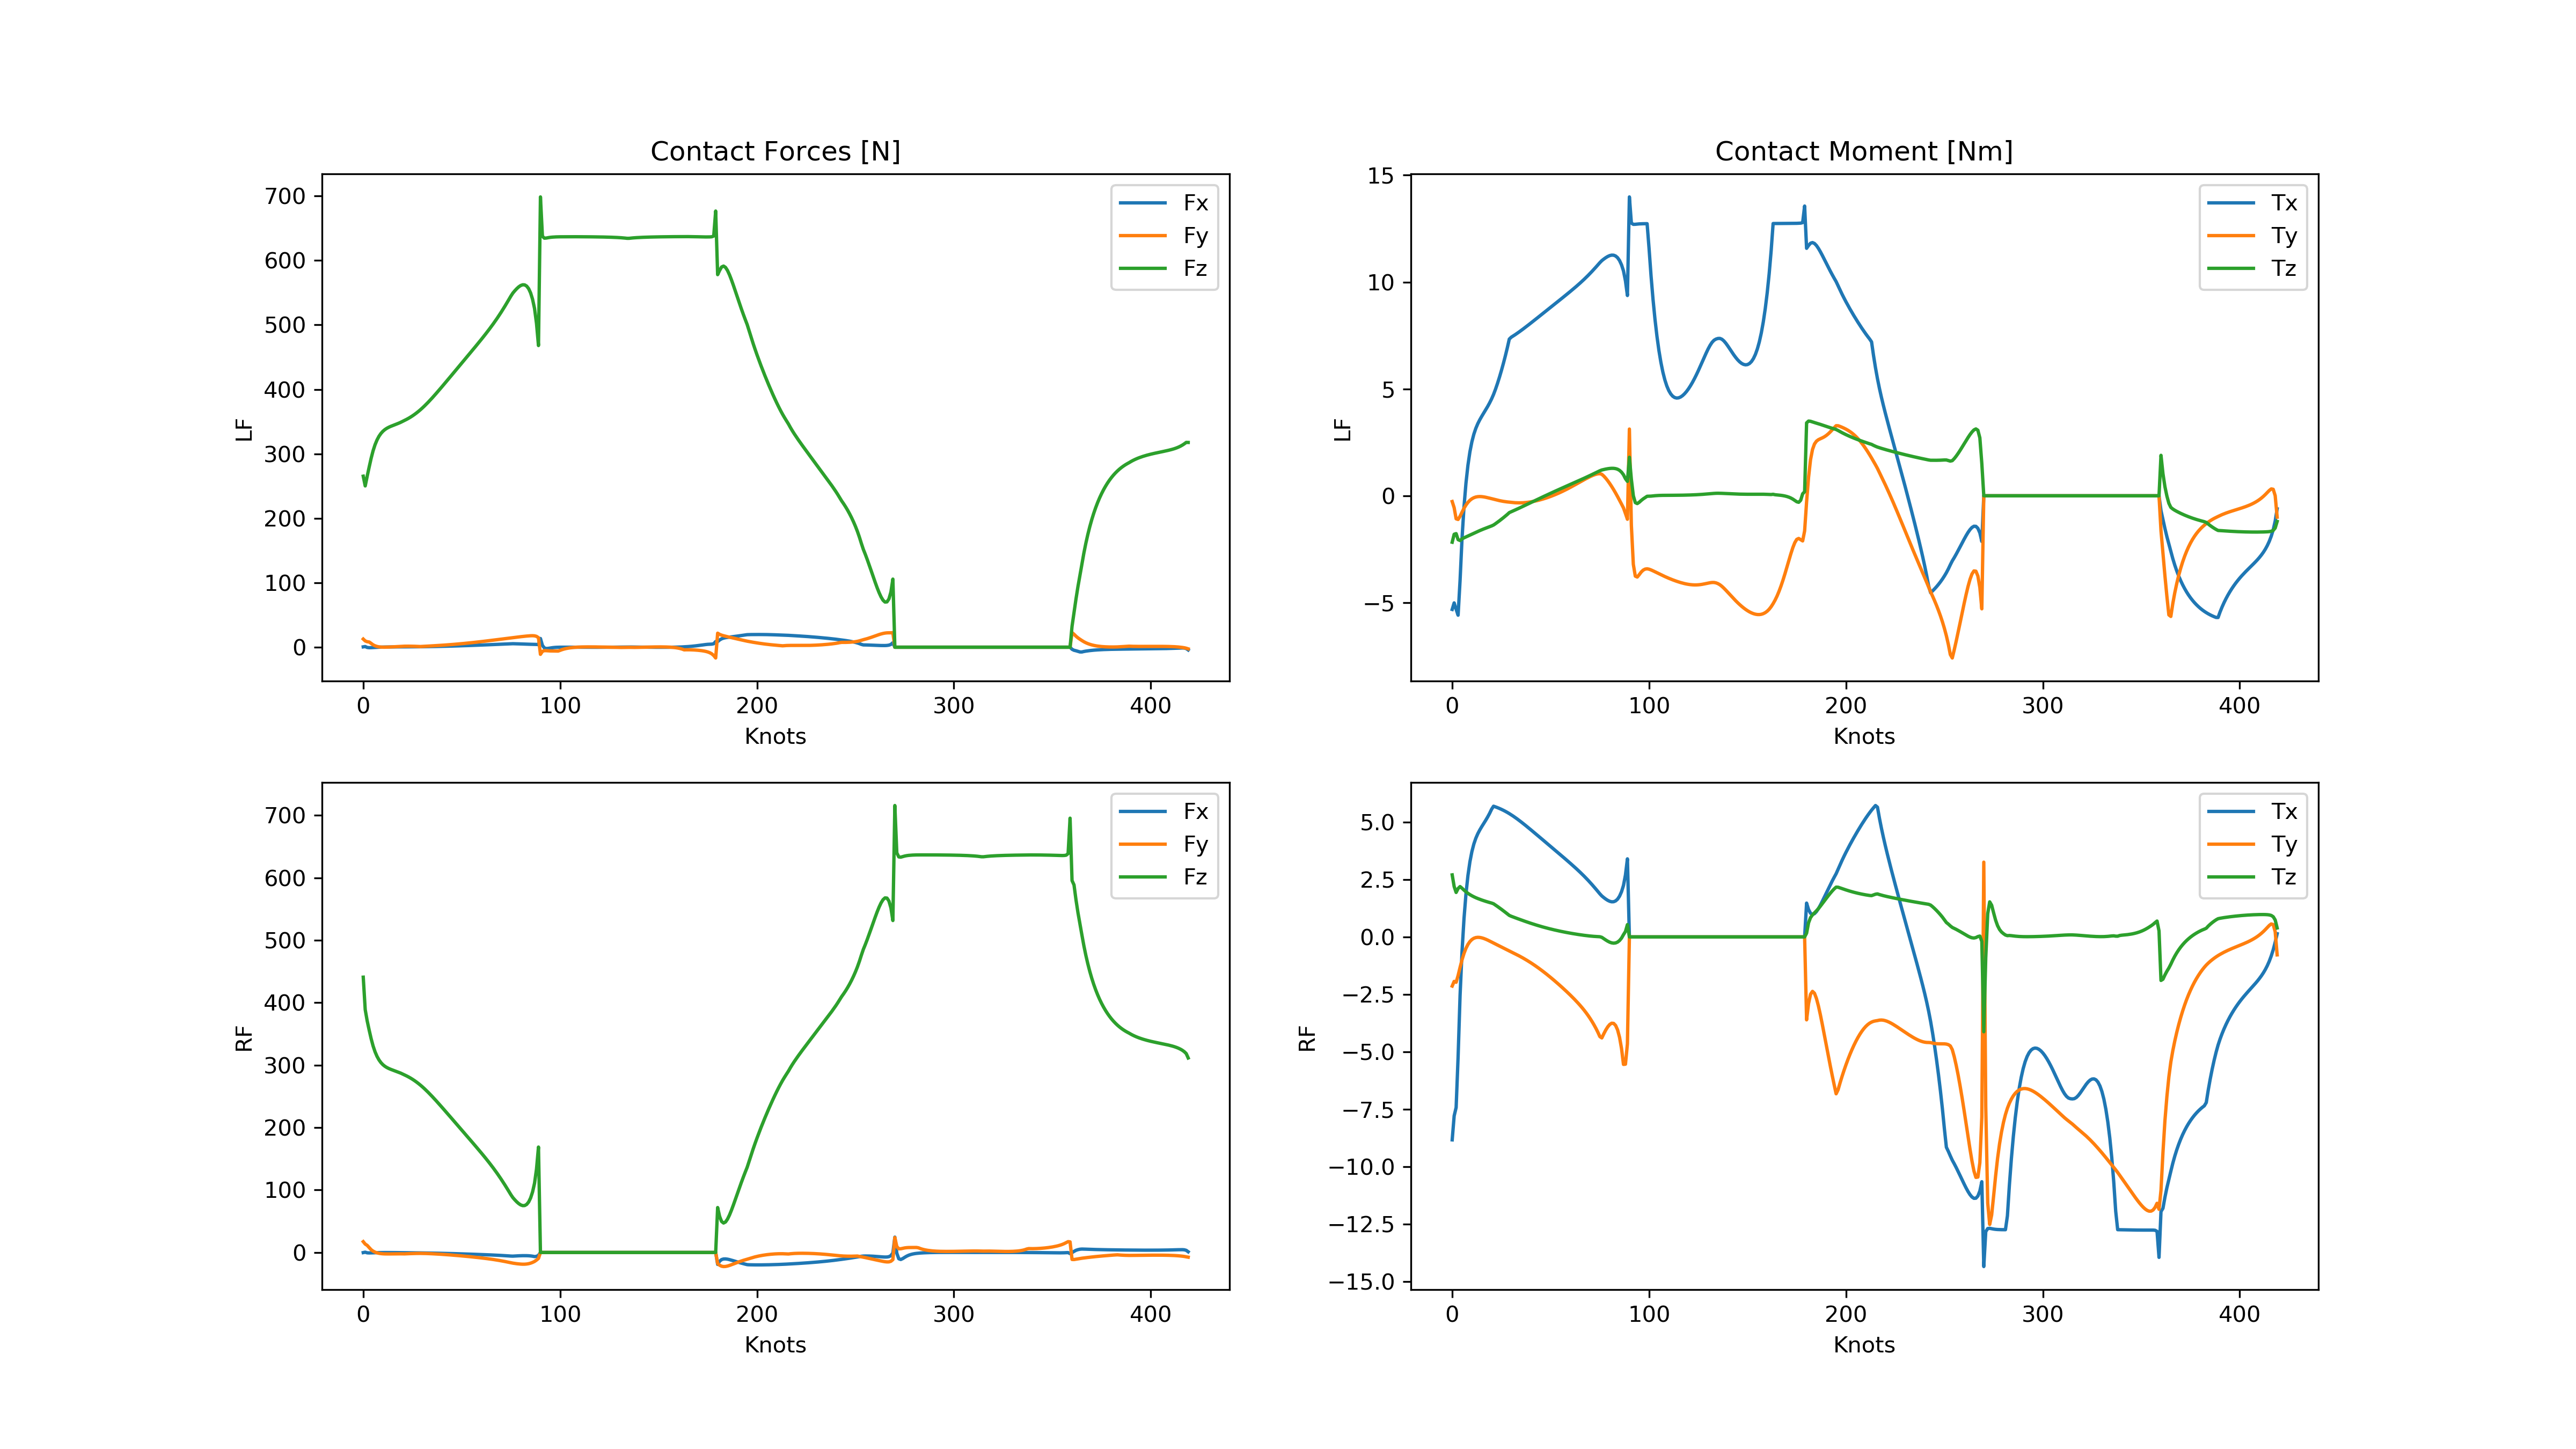 Contact Forces [N]
700
600
500
400
300
200
100
0
LF
Fx
Fy
Fz
0 100 200 300 400
Knots
Contact Moment [Nm]
15
10
5
0
−5
LF
Tx
Ty
Tz
0 100 200 300 400
Knots
700
600
500
400
300
200
100
0
RF
Fx
Fy
Fz
0 100 200 300 400
Knots
5.0
2.5
0.0
−2.5
−5.0
−7.5
−10.0
−12.5
−15.0
RF
Tx
Ty
Tz
0 100 200 300 400
Knots